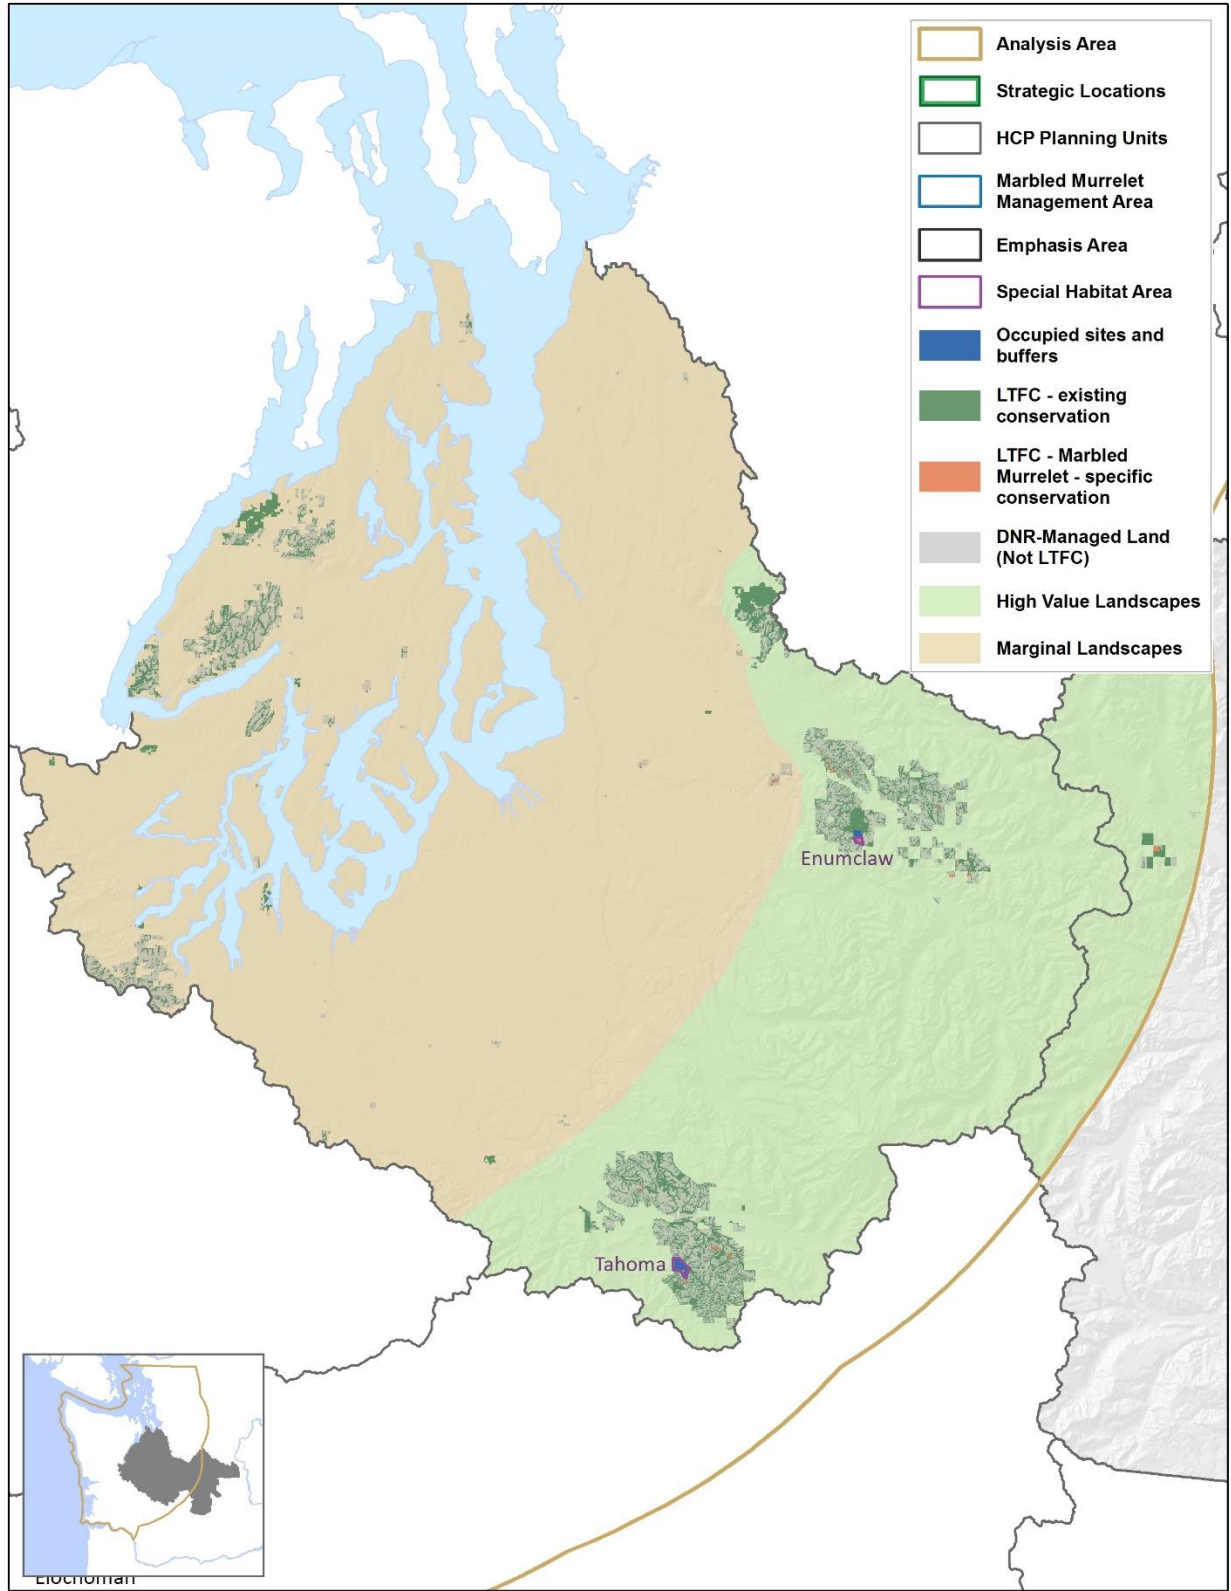 Analysis Area
Strategic Locations
HCP Planning Units
Marbled Murrelet
Management Area
Emphasis Area
Special Habitat Area
Occupied sites and
buffers
LTFC - existing
conservation
LTFC - Marbled
Murrelet - specific
conservation
DNR-Managed Land
(Not LTFC)
High Value Landscapes
Marginal Landscapes
Enumclaw
Tahoma
Elochoman